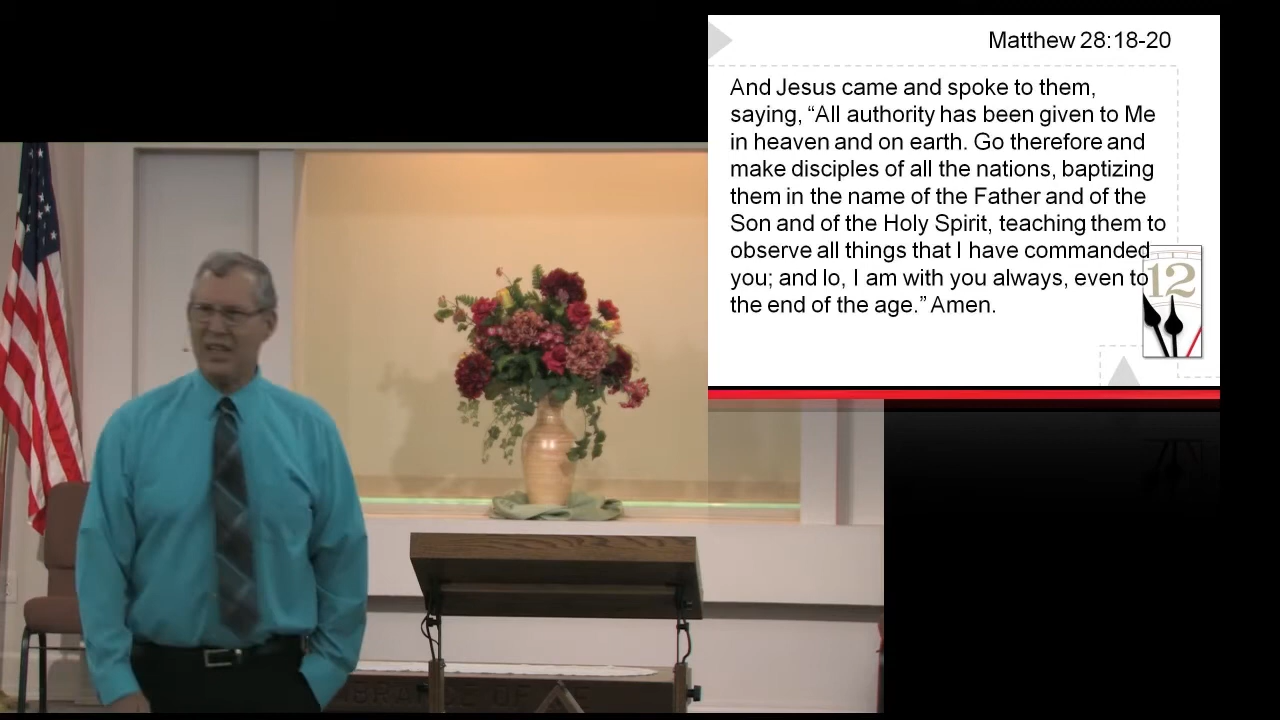 Matthew 28:18-20
And Jesus came and spoke to them,
saying, “All authority has been given to Me
in heaven and on earth. Go therefore and
make disciples of all the nations, baptizing
them in the name of the Father and of the
Son and of the Holy Spirit, teaching them to
observe all things that I have commanded
you; and lo, I am with you always, even to
the end of the age.” Amen.
12